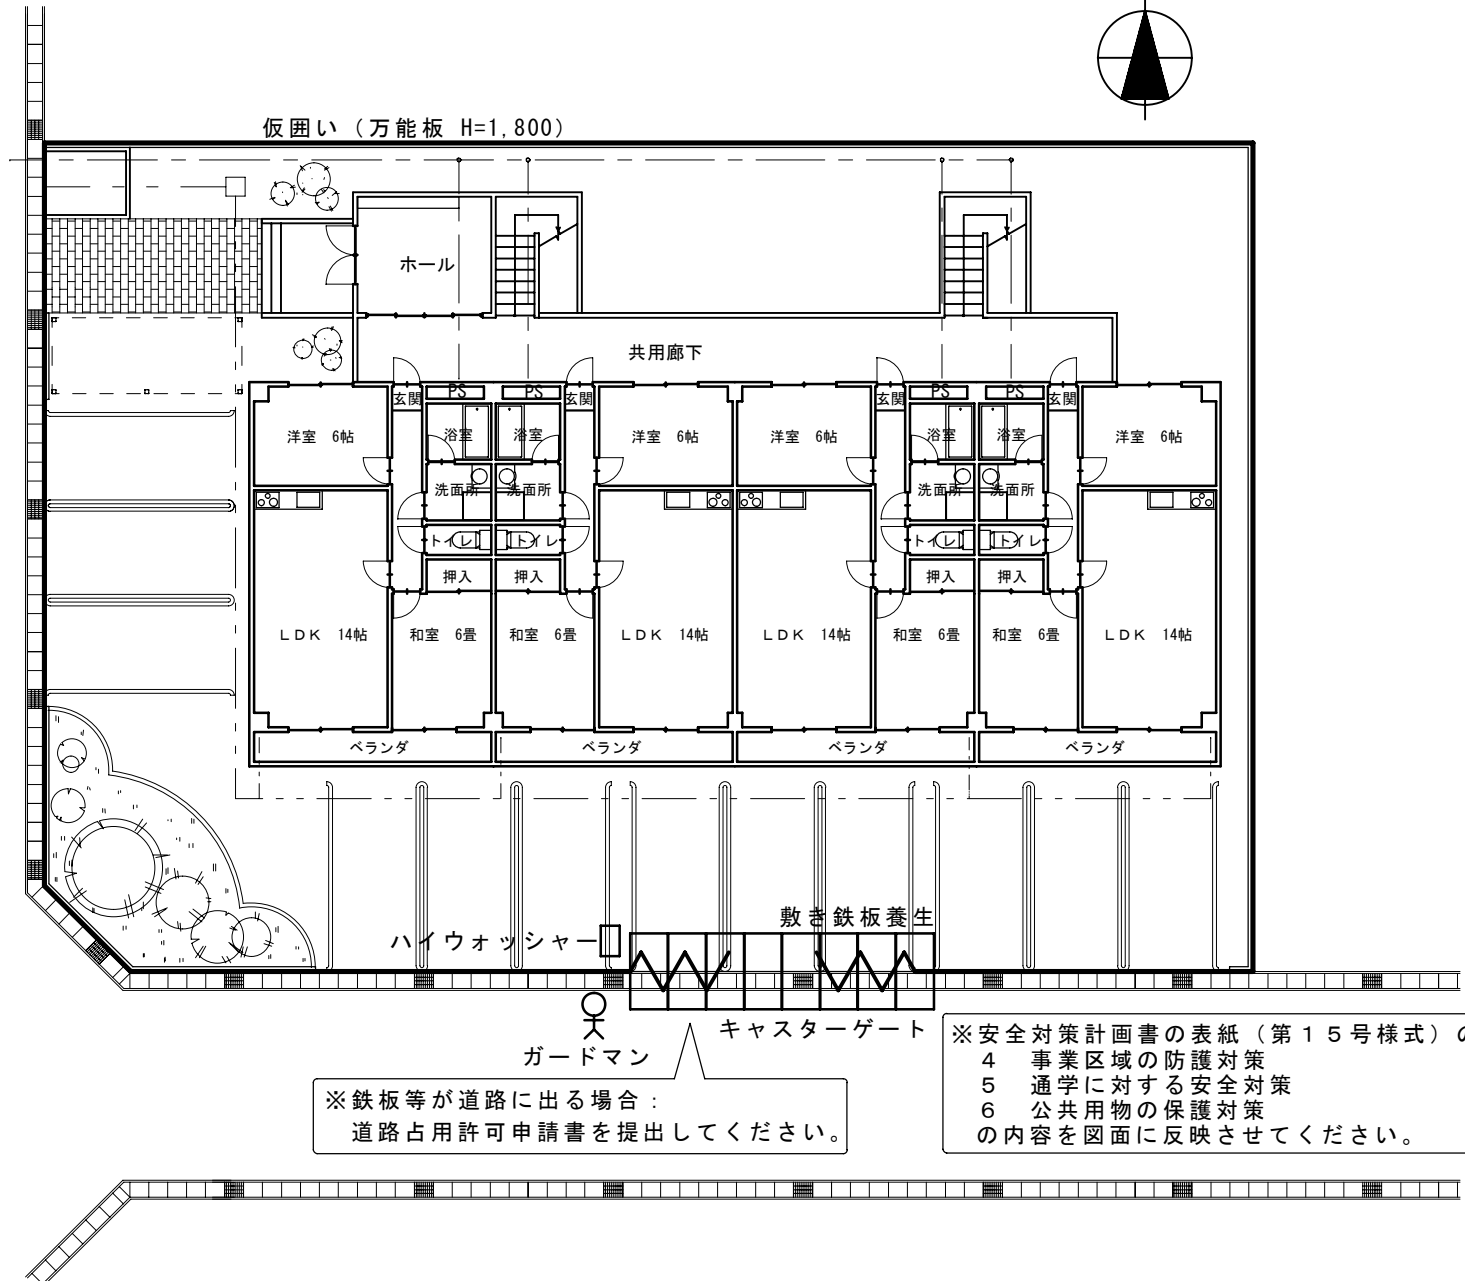 仮囲い（万能板 H=1,800）
ホール
共用廊下
玄関 PS PS 玄関 玄関 PS PS 玄関
洋室 6帖 浴室 浴室 洋室 6帖 洋室 6帖 浴室 浴室 洋室 6帖
洗面所 洗面所 洗面所 洗面所
トイレ トイレ トイレ トイレ
押入 押入 押入 押入
ＬＤＫ 14帖 和室 6畳 和室 6畳 ＬＤＫ 14帖 ＬＤＫ 14帖 和室 6畳 和室 6畳 ＬＤＫ 14帖
ベランダ ベランダ ベランダ ベランダ
敷き鉄板養生
ハイウォッシャー
キャスターゲート
ガードマン
※鉄板等が道路に出る場合：
道路占用許可申請書を提出してください。
※安全対策計画書の表紙（第１５号様式）の
４ 事業区域の防護対策
５ 通学に対する安全対策
６ 公共用物の保護対策
の内容を図面に反映させてください。